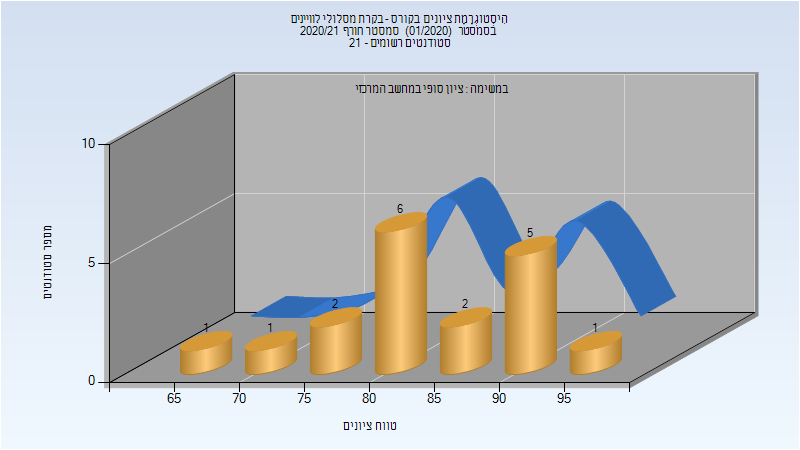 היסטוגרמת ציונים בקורס - בקרת מסלולי לוויינים
בסמסטר (01/2020) סמסטר חורף 2020/21
סטודנטים רשומים - 21
במשימה : ציון סופי במחשב המרכזי
10
5
0
מספר סטודנטים
1
1
2
6
2
5
1
65
70
75
80
85
90
95
טווח ציונים